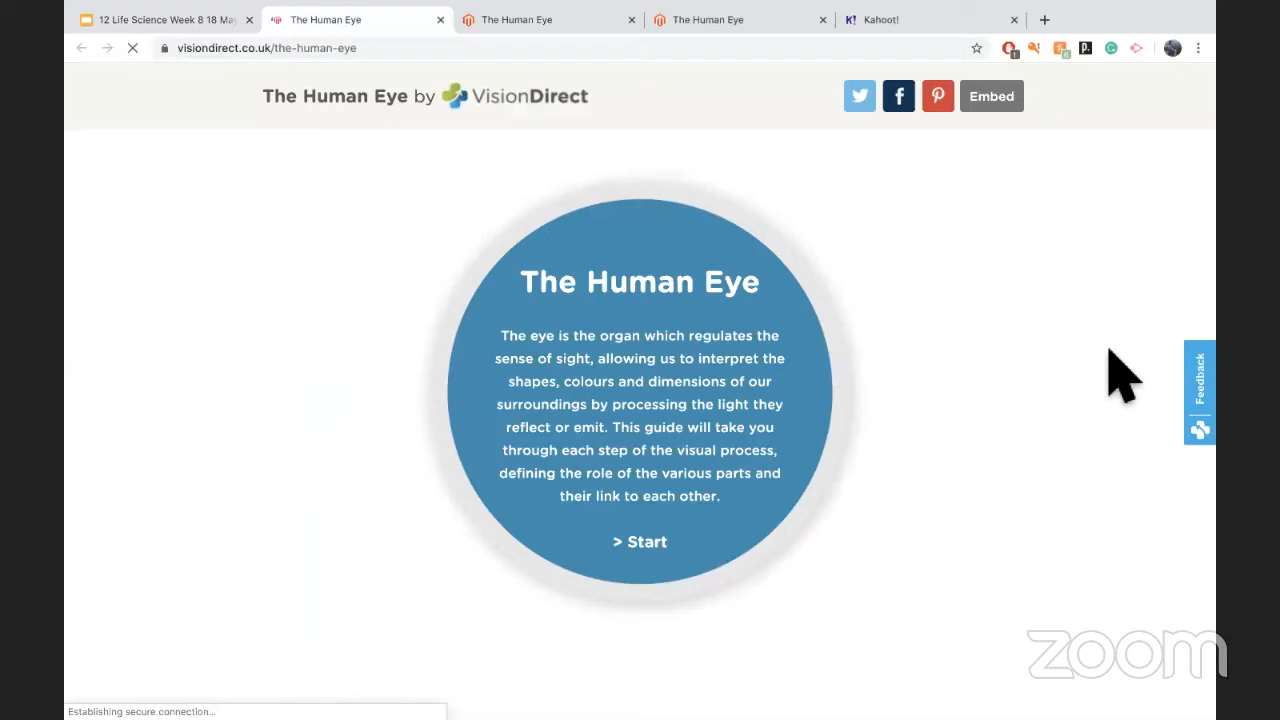 12 Life Science Week 8 18 May
The Human Eye
The Human Eye
The Human Eye
K! Kahoot!
visiondirect.co.uk/the-human-eye
1
p.
6
The Human Eye by VisionDirect
Embed
The Human Eye
The eye is the organ which regulates the
sense of sight, allowing us to interpret the
shapes, colours and dimensions of our
surroundings by processing the light they
reflect or emit. This guide will take you
through each step of the visual process,
defining the role of the various parts and
their link to each other.
> Start
Feedback
zoom
Establishing secure connection...